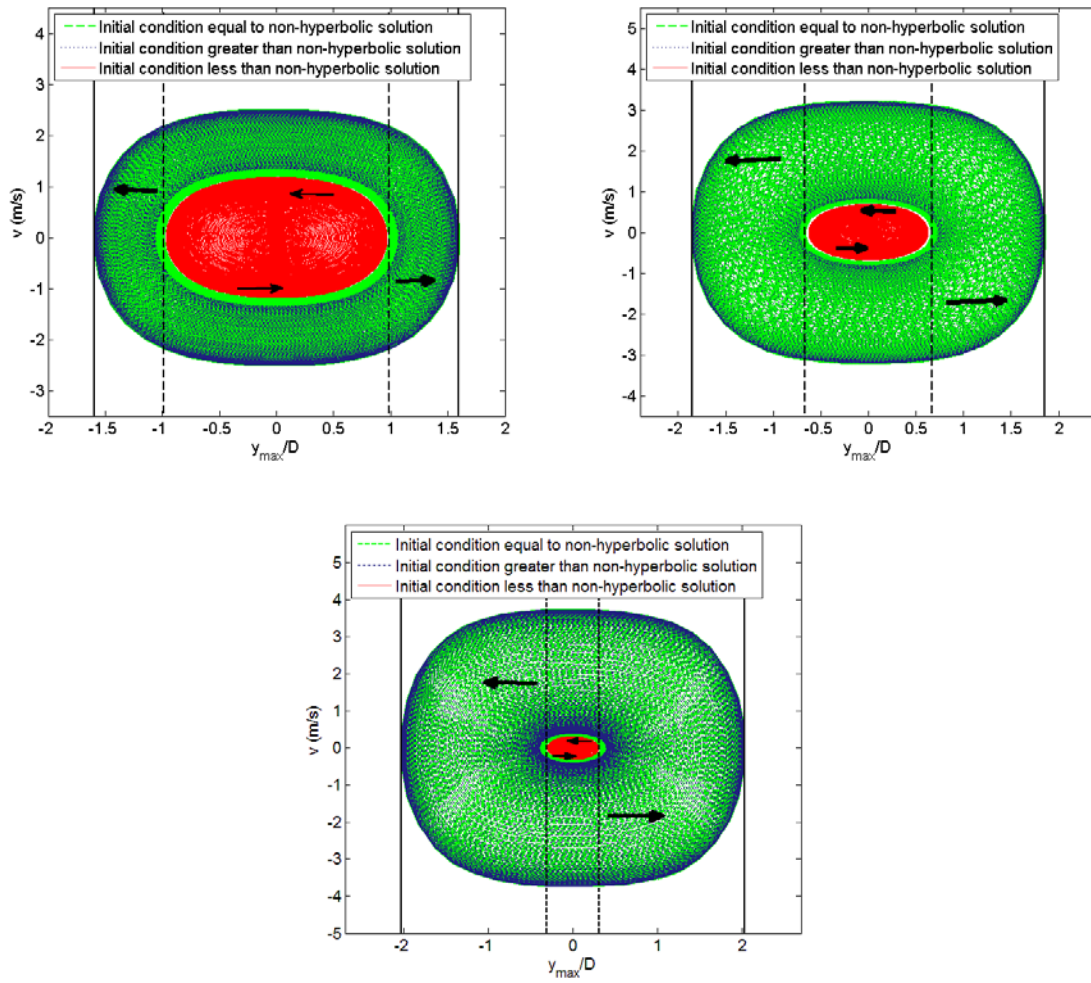 Initial condition equal to non-hyperbolic solution
Initial condition greater than non-hyperbolic solution
Initial condition less than non-hyperbolic solution
4
3
2
1
0
-1
-2
-3
v (m/s)
-2 -1.5 -1 -0.5 0 0.5 1 1.5 2
y_max/D
Initial condition equal to non-hyperbolic solution
Initial condition greater than non-hyperbolic solution
Initial condition less than non-hyperbolic solution
5
4
3
2
1
0
-1
-2
-3
-4
v (m/s)
-2 -1.5 -1 -0.5 0 0.5 1 1.5 2
y_max/D
Initial condition equal to non-hyperbolic solution
Initial condition greater than non-hyperbolic solution
Initial condition less than non-hyperbolic solution
5
4
3
2
1
0
-1
-2
-3
-4
-5
v (m/s)
-2 -1 0 1 2
y_max/D